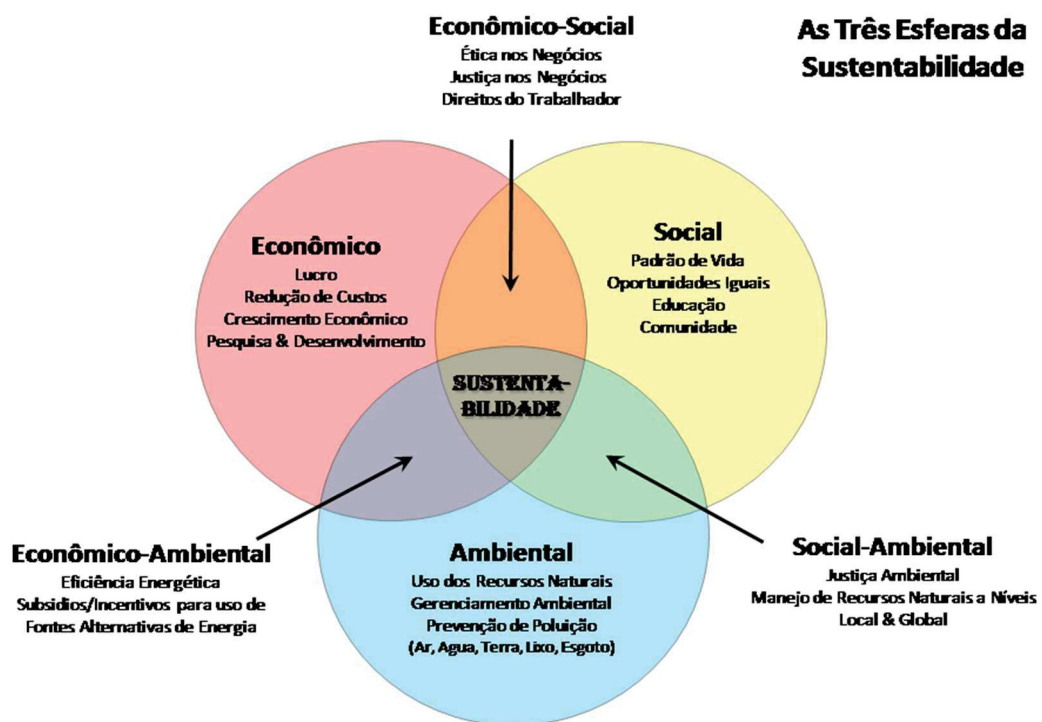 As Três Esferas da
Sustentabilidade
Econômico-Social
Ética nos Negócios
Justiça nos Negócios
Direitos do Trabalhador
Econômico
Lucro
Redução de Custos
Crescimento Econômico
Pesquisa & Desenvolvimento
Social
Padrão de Vida
Oportunidades Iguais
Educação
Comunidade
SUSTENTA-
BILIDADE
Econômico-Ambiental
Eficiência Energética
Subsidios/Incentivos para uso de
Fontes Alternativas de Energia
Ambiental
Uso dos Recursos Naturais
Gerenciamento Ambiental
Prevenção de Poluição
(Ar, Agua, Terra, Lixo, Esgoto)
Social-Ambiental
Justiça Ambiental
Manejo de Recursos Naturais a Níveis
Local & Global